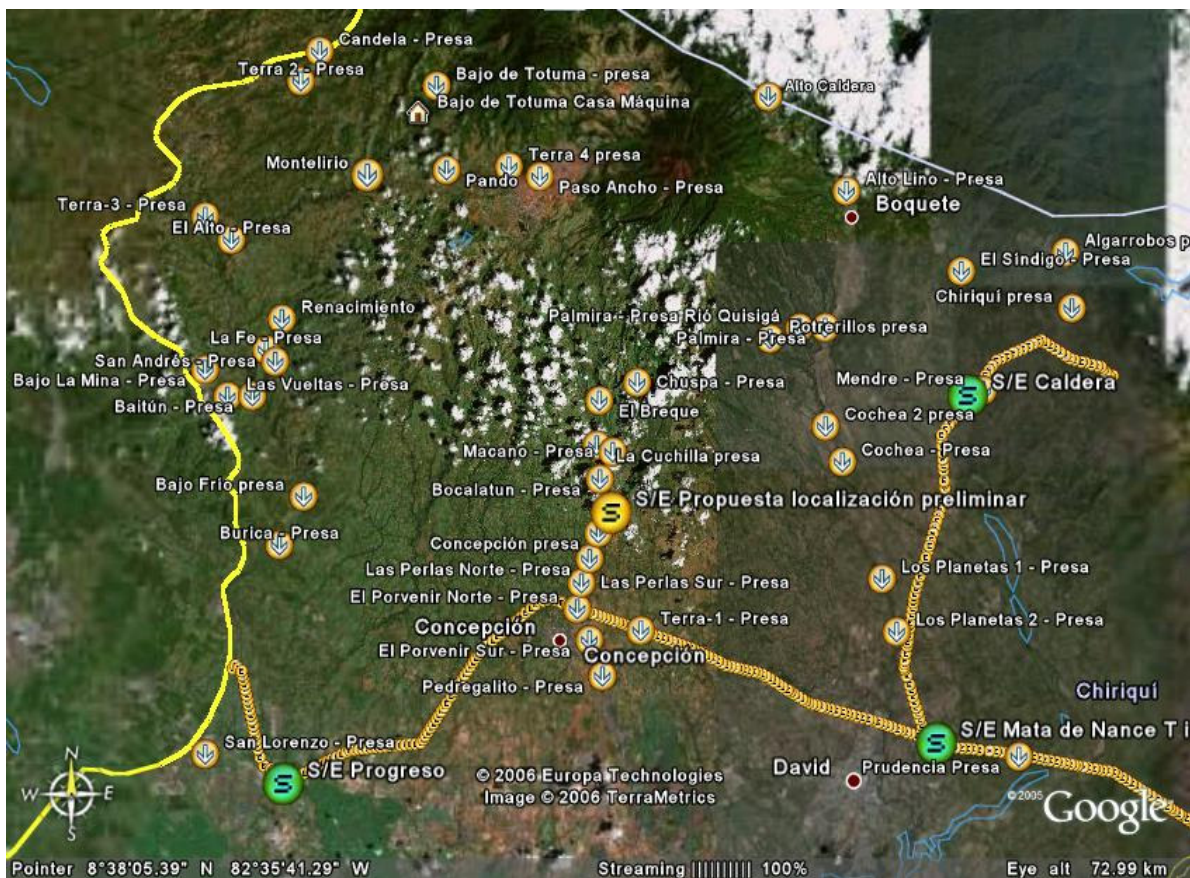 Candela - Presa
Terra 2 - Presa
Bajo de Totuma - presa
Alto Caldera
Bajo de Totuma Casa Máquina
Montelirio
Terra 4 presa
Pando
Paso Ancho - Presa
Alto Lino - Presa
Terra-3 - Presa
Boquete
El Alto - Presa
Algarrobos p
El Síndigo - Presa
Chiriquí presa
Renacimiento
Palmira - Presa Rió Quisigá
Potrerillos presa
La Fe - Presa
Palmira - Presa
San Andrés - Presa
Bajo La Mina - Presa
Las Vueltas - Presa
Chuspa - Presa
Mendre - Presa
S/E Caldera
Baitún - Presa
El Breque
Cochea 2 presa
Macano - Presa
La Cuchilla presa
Cochea - Presa
Bajo Frío presa
Bocalatun - Presa
S/E Propuesta localización preliminar
Burica - Presa
Concepción presa
Las Perlas Norte - Presa
Los Planetas 1 - Presa
Las Perlas Sur - Presa
El Porvenir Norte - Presa
Terra-1 - Presa
Los Planetas 2 - Presa
Concepción
El Porvenir Sur - Presa
Concepción
Pedregalito - Presa
Chiriquí
S/E Mata de Nance T i
San Lorenzo - Presa
S/E Progreso
David
Prudencia Presa
N
W
E
S
© 2006 Europa Technologies
Image © 2006 TerraMetrics
©2005
Google
Pointer 8°38'05.39" N 82°35'41.29" W
Streaming |||||||||| 100%
Eye alt 72.99 km